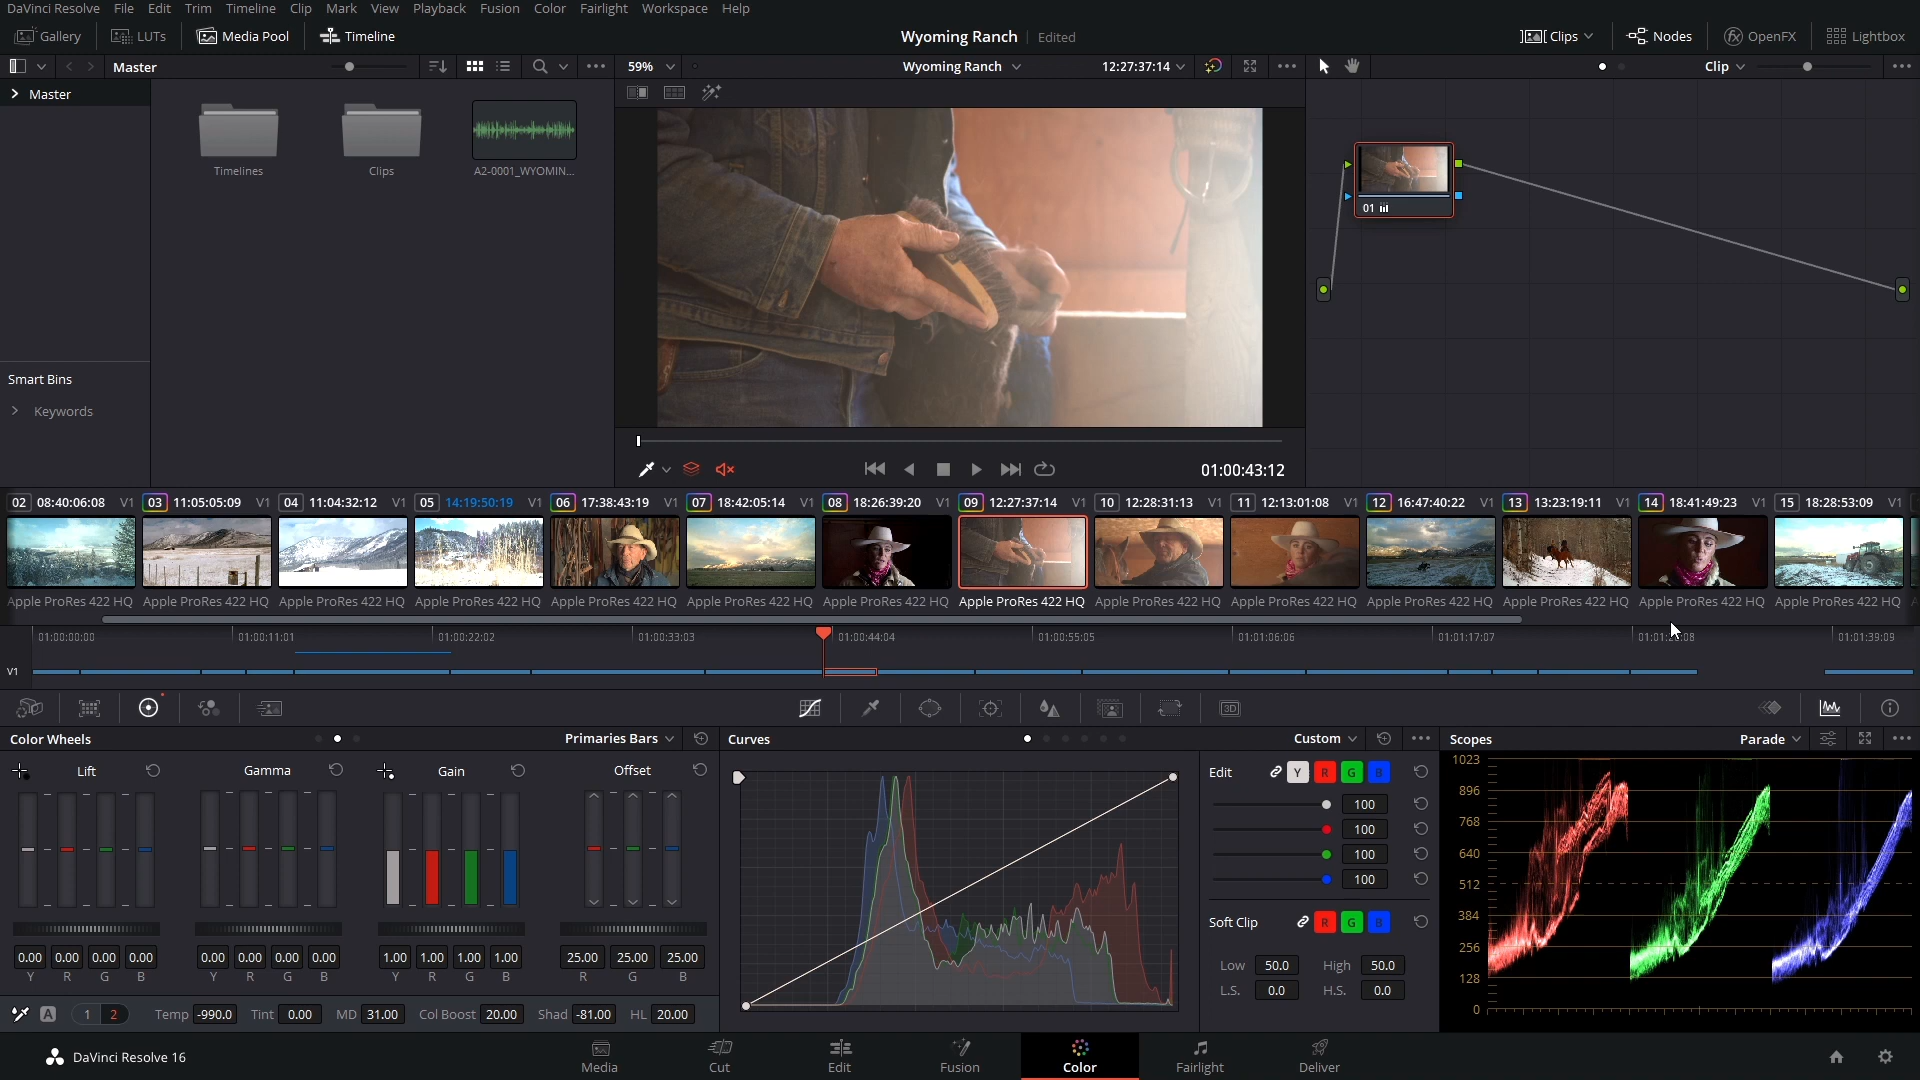 DaVinci Resolve File Edit Trim Timeline Clip Mark View Playback Fusion Color Fairlight Workspace Help
Gallery LUTs Media Pool Timeline Wyoming Ranch Edited Clips Nodes fx OpenFX Lightbox
Master 59% Wyoming Ranch 12:27:37:14 Clip
Master
Timelines Clips A2-0001_WYOMIN...
01
Smart Bins
Keywords
01:00:43:12
02 08:40:06:08 V1 03 11:05:05:09 V1 04 11:04:32:12 V1 05 14:19:50:19 V1 06 17:38:43:19 V1 07 18:42:05:14 V1 08 18:26:39:20 V1 09 12:27:37:14 V1 10 12:28:31:13 V1 11 12:13:01:08 V1 12 16:47:40:22 V1 13 13:23:19:11 V1 14 18:41:49:23 V1 15 18:28:53:09 V1
Apple ProRes 422 HQ Apple ProRes 422 HQ Apple ProRes 422 HQ Apple ProRes 422 HQ Apple ProRes 422 HQ Apple ProRes 422 HQ Apple ProRes 422 HQ Apple ProRes 422 HQ Apple ProRes 422 HQ Apple ProRes 422 HQ Apple ProRes 422 HQ Apple ProRes 422 HQ Apple ProRes 422 HQ Apple ProRes 422 HQ
01:00:00:00 01:00:11:01 01:00:22:02 01:00:33:03 01:00:44:04 01:00:55:05 01:01:06:06 01:01:17:07 01:01:39:09
V1
3D
Color Wheels Primaries Bars Curves Custom Scopes Parade
Lift Gamma Gain Offset Edit Y R G B
1023
896
768
640
512
384
256
128
0
100
100
100
100
Soft Clip R G B
0.00 0.00 0.00 0.00 0.00 0.00 0.00 0.00 1.00 1.00 1.00 1.00 25.00 25.00 25.00
Y R G B Y R G B Y R G B R G B
Low 50.0 High 50.0
L.S. 0.0 H.S. 0.0
A 1 2 Temp -990.0 Tint 0.00 MD 31.00 Col Boost 20.00 Shad -81.00 HL 20.00
DaVinci Resolve 16 Media Cut Edit Fusion Color Fairlight Deliver